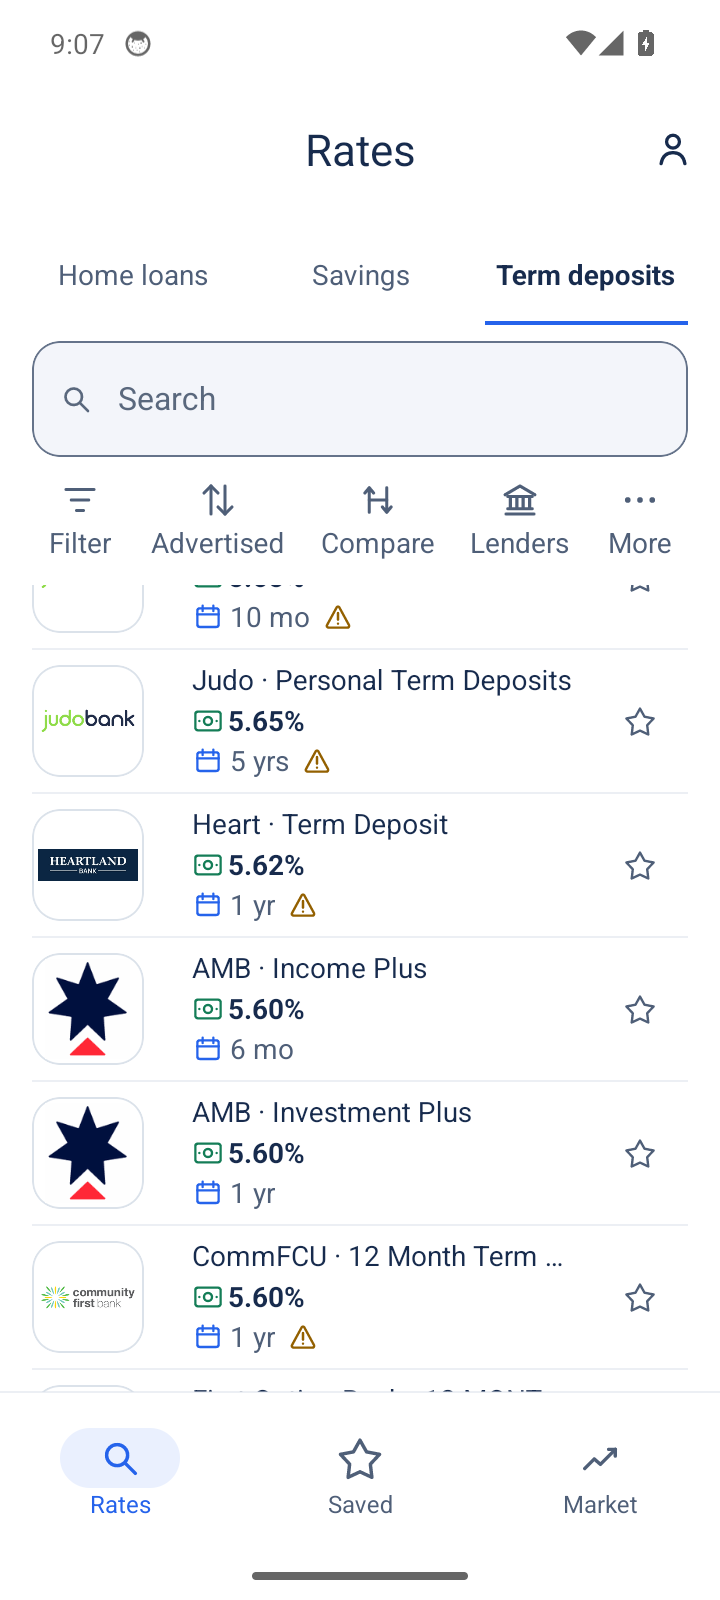 9:07
Rates
Home loans
Savings
Term deposits
Search
Filter
Advertised
Compare
Lenders
More
10 mo
judobank
Judo · Personal Term Deposits
5.65%
5 yrs
HEARTLAND
BANK
Heart · Term Deposit
5.62%
1 yr
AMB · Income Plus
5.60%
6 mo
AMB · Investment Plus
5.60%
1 yr
community
first bank
CommFCU · 12 Month Term ...
5.60%
1 yr
Rates
Saved
Market